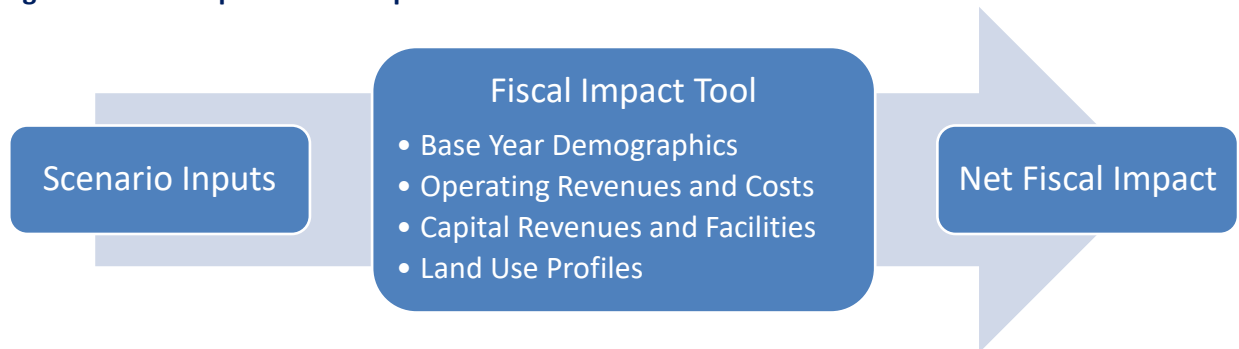 Scenario Inputs
Fiscal Impact Tool
• Base Year Demographics
• Operating Revenues and Costs
• Capital Revenues and Facilities
• Land Use Profiles
Net Fiscal Impact